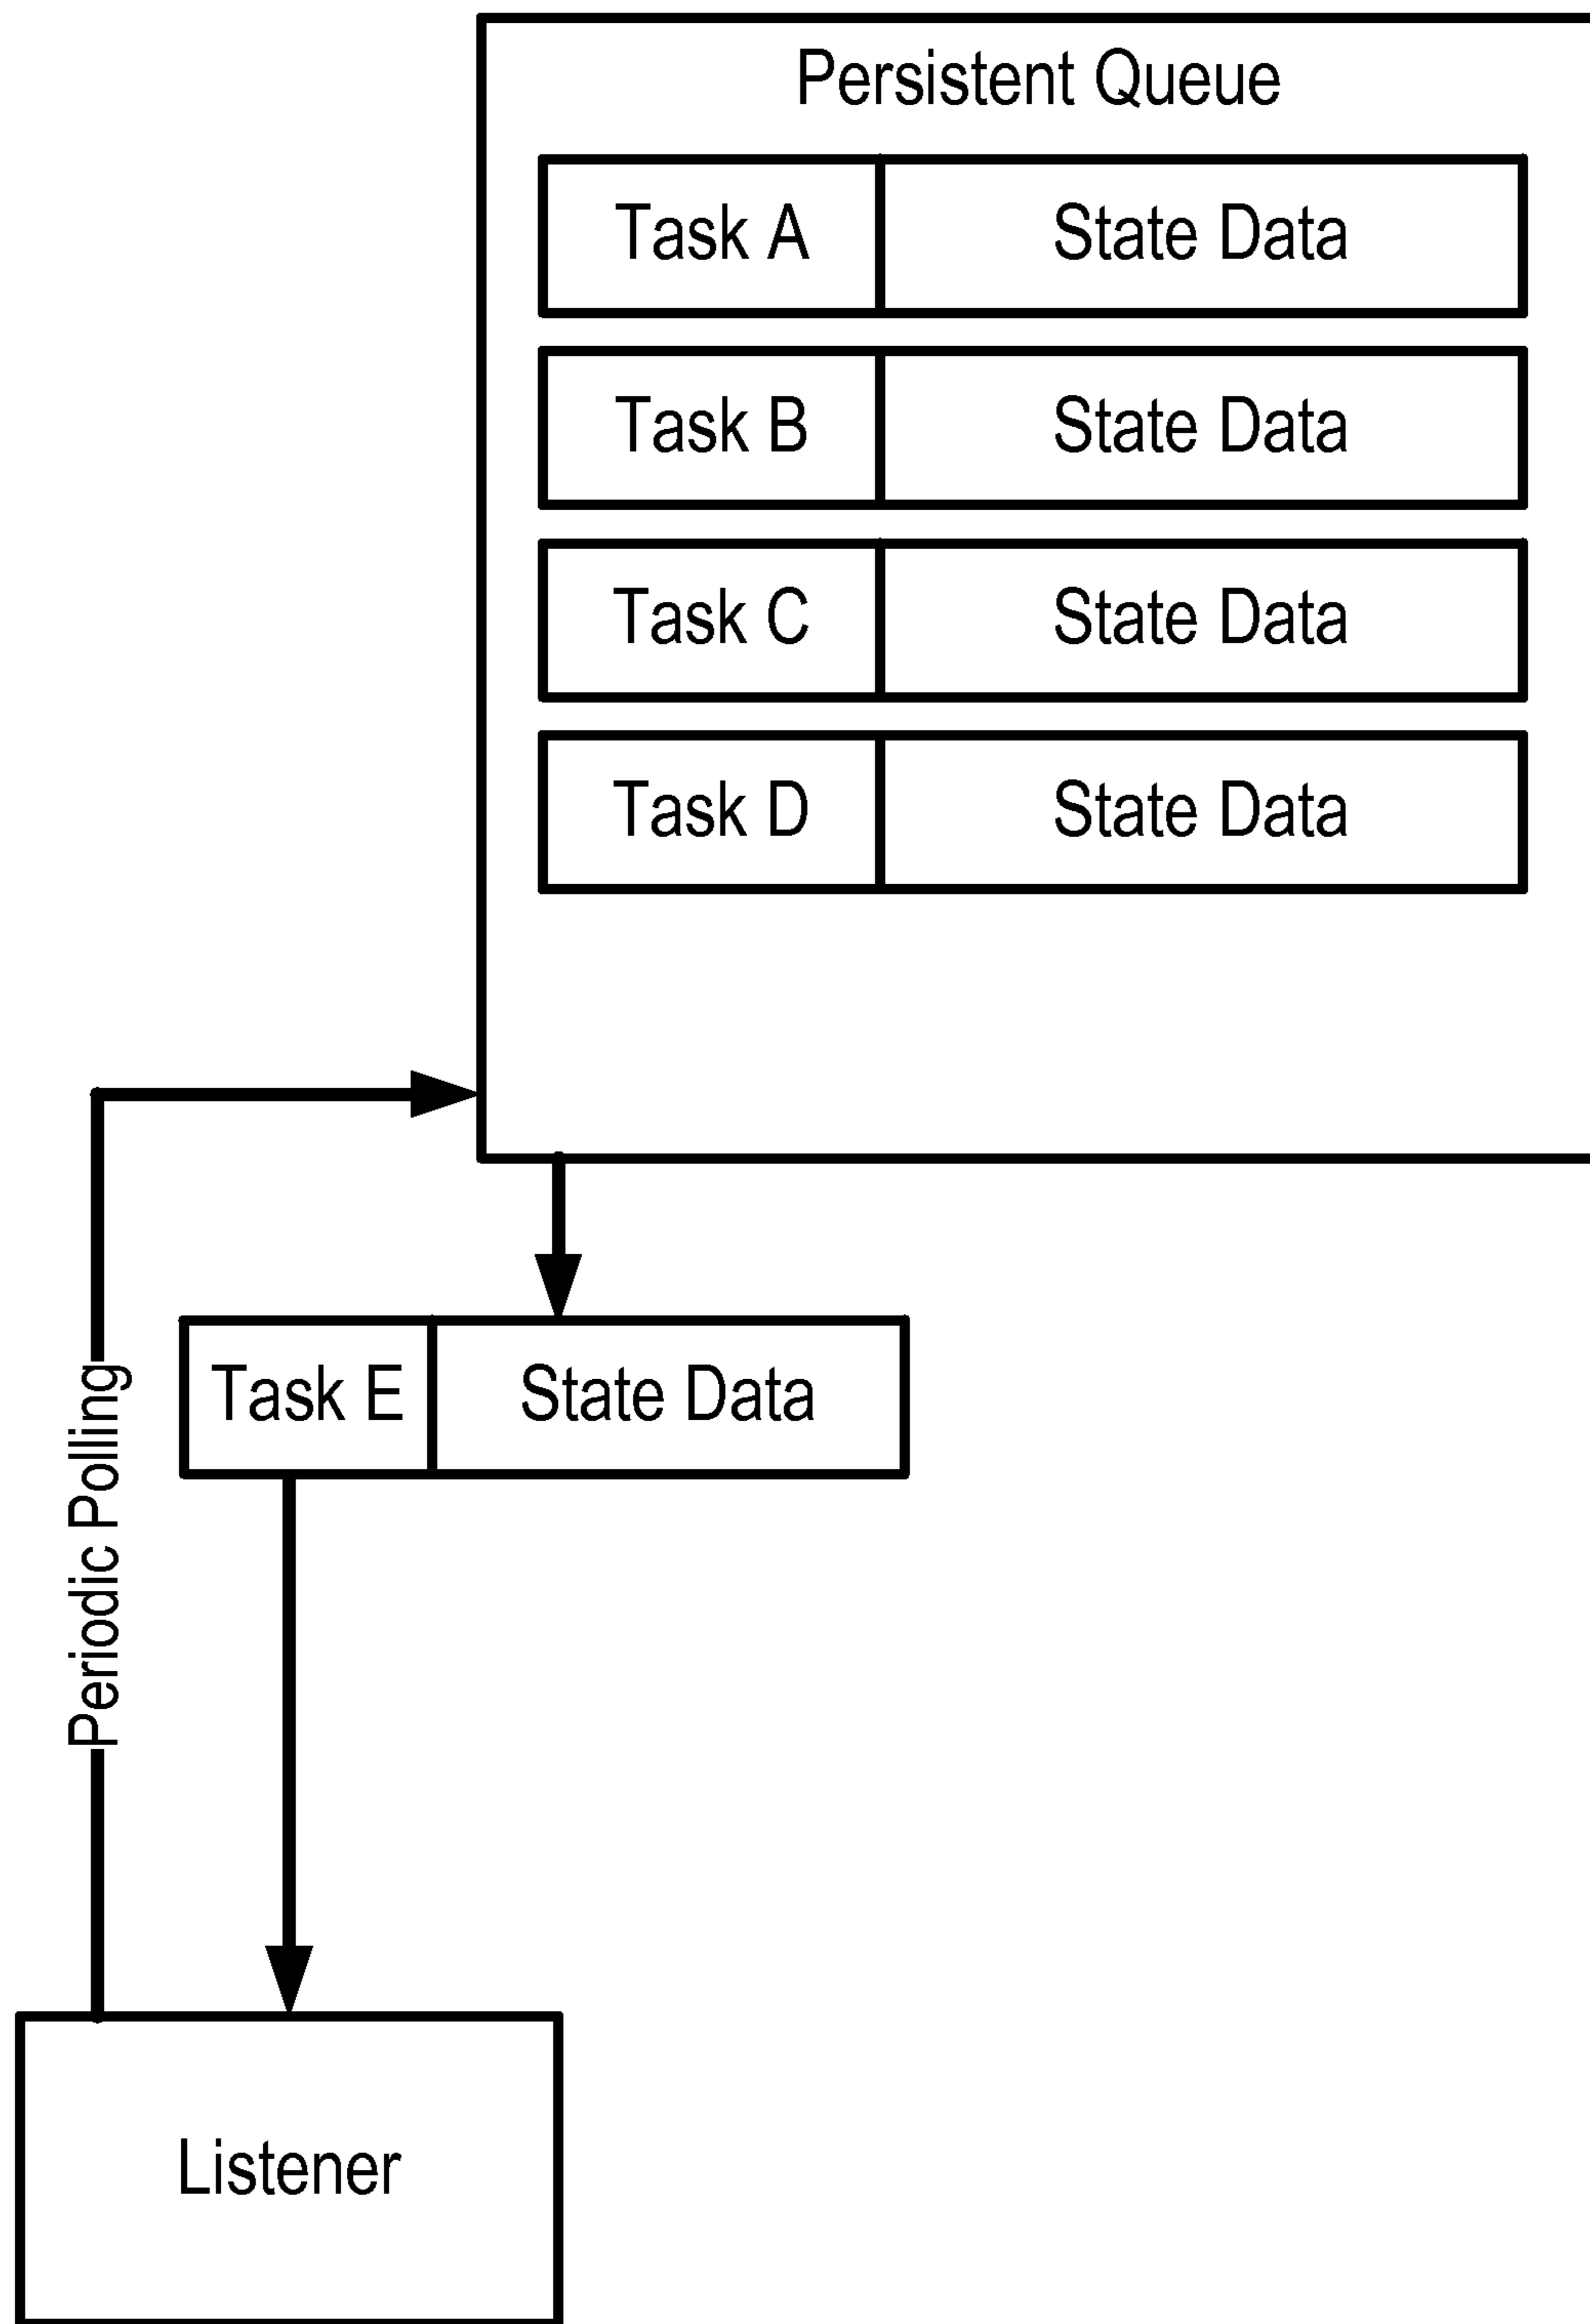 Persistent Queue
Task A State Data
Task B State Data
Task C State Data
Task D State Data
Task E State Data
Periodic Polling
Listener